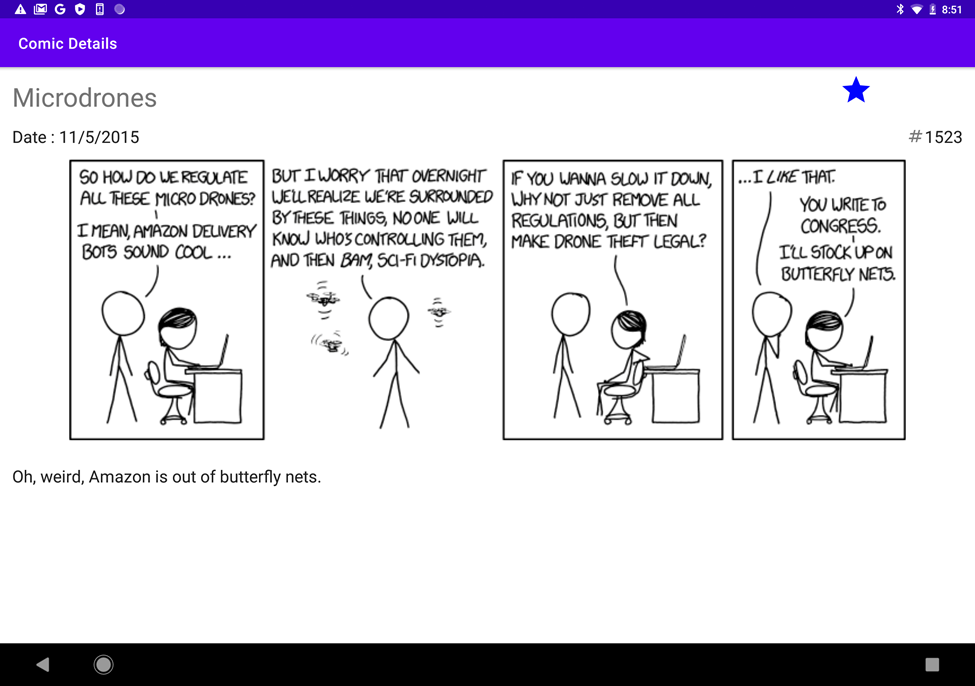 8:51
Comic Details
Microdrones
Date : 11/5/2015
#1523
SO HOW DO WE REGULATE
ALL THESE MICRO DRONES?
I MEAN, AMAZON DELIVERY
BOTS SOUND COOL ...
BUT I WORRY THAT OVERNIGHT
WE'LL REALIZE WE'RE SURROUNDED
BY THESE THINGS, NO ONE WILL
KNOW WHO'S CONTROLLING THEM,
AND THEN BAM, SCI-FI DYSTOPIA.
IF YOU WANNA SLOW IT DOWN,
WHY NOT JUST REMOVE ALL
REGULATIONS, BUT THEN
MAKE DRONE THEFT LEGAL?
...I LIKE THAT.
YOU WRITE TO
CONGRESS.
I'LL STOCK UP ON
BUTTERFLY NETS.
Oh, weird, Amazon is out of butterfly nets.